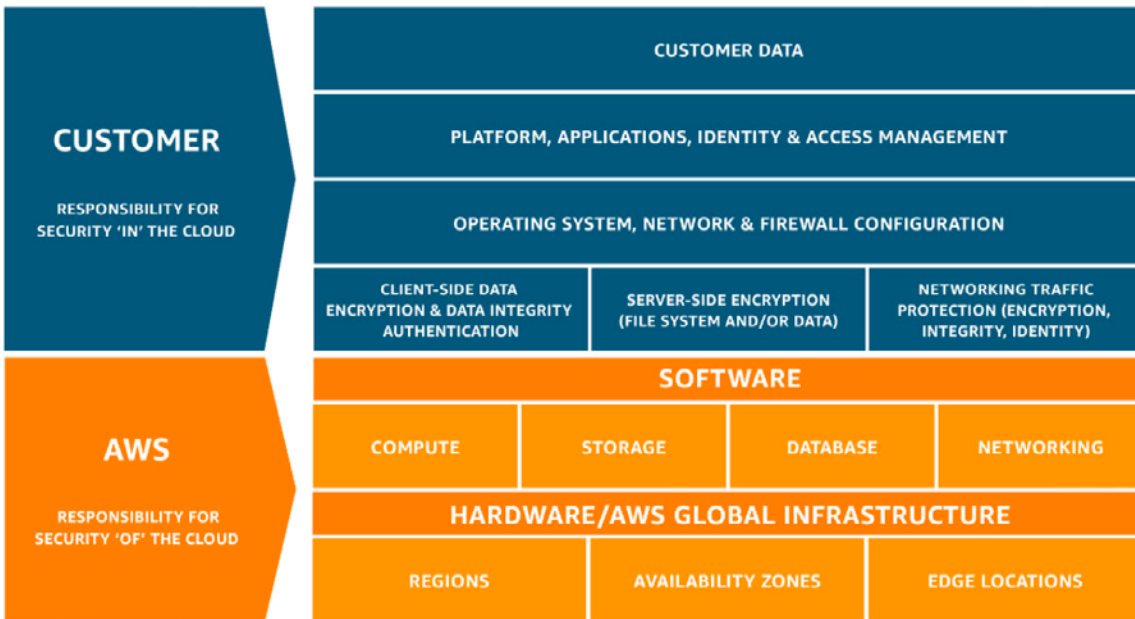 CUSTOMER DATA
PLATFORM, APPLICATIONS, IDENTITY & ACCESS MANAGEMENT
CUSTOMER
RESPONSIBILITY FOR
SECURITY ‘IN’ THE CLOUD
OPERATING SYSTEM, NETWORK & FIREWALL CONFIGURATION
CLIENT-SIDE DATA
ENCRYPTION & DATA INTEGRITY
AUTHENTICATION
SERVER-SIDE ENCRYPTION
(FILE SYSTEM AND/OR DATA)
NETWORKING TRAFFIC
PROTECTION (ENCRYPTION,
INTEGRITY, IDENTITY)
AWS
RESPONSIBILITY FOR
SECURITY ‘OF’ THE CLOUD
SOFTWARE
COMPUTE
STORAGE
DATABASE
NETWORKING
HARDWARE/AWS GLOBAL INFRASTRUCTURE
REGIONS
AVAILABILITY ZONES
EDGE LOCATIONS